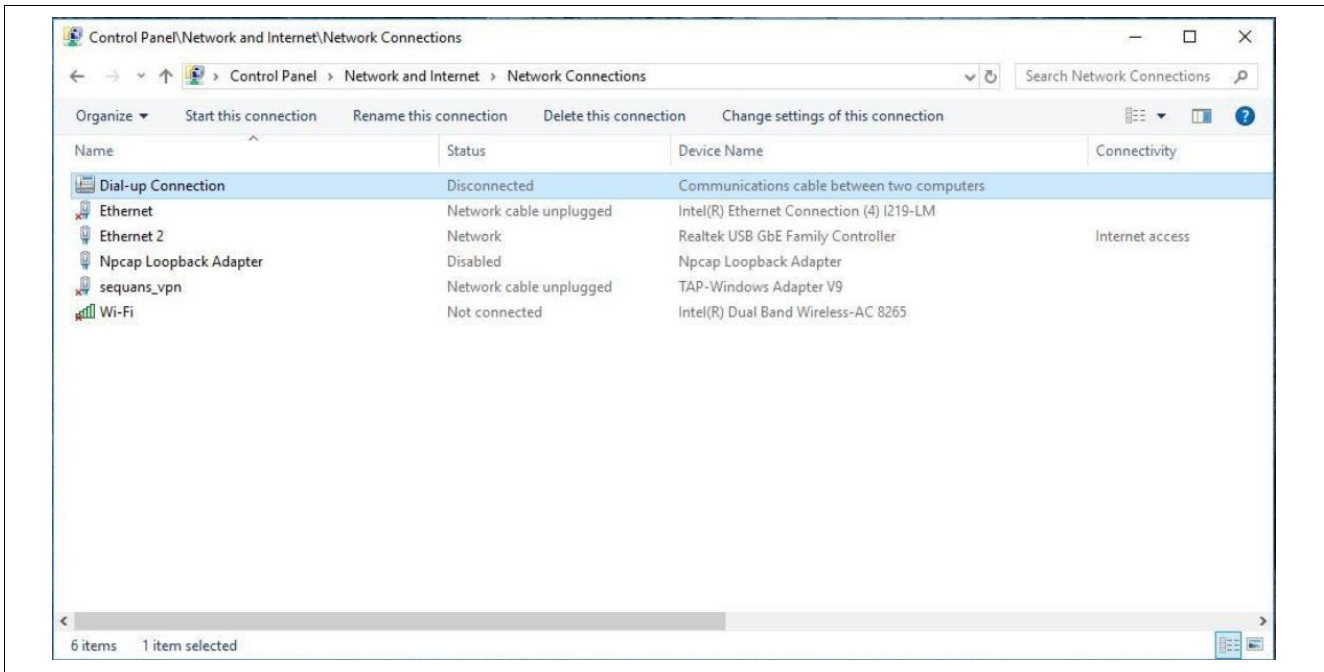 Control Panel\Network and Internet\Network Connections
Control Panel › Network and Internet › Network Connections Search Network Connections
Organize Start this connection Rename this connection Delete this connection Change settings of this connection
Name Status Device Name Connectivity
Dial-up Connection Disconnected Communications cable between two computers
Ethernet Network cable unplugged Intel(R) Ethernet Connection (4) I219-LM
Ethernet 2 Network Realtek USB GbE Family Controller Internet access
Npcap Loopback Adapter Disabled Npcap Loopback Adapter
sequans_vpn Network cable unplugged TAP-Windows Adapter V9
Wi-Fi Not connected Intel(R) Dual Band Wireless-AC 8265
6 items 1 item selected